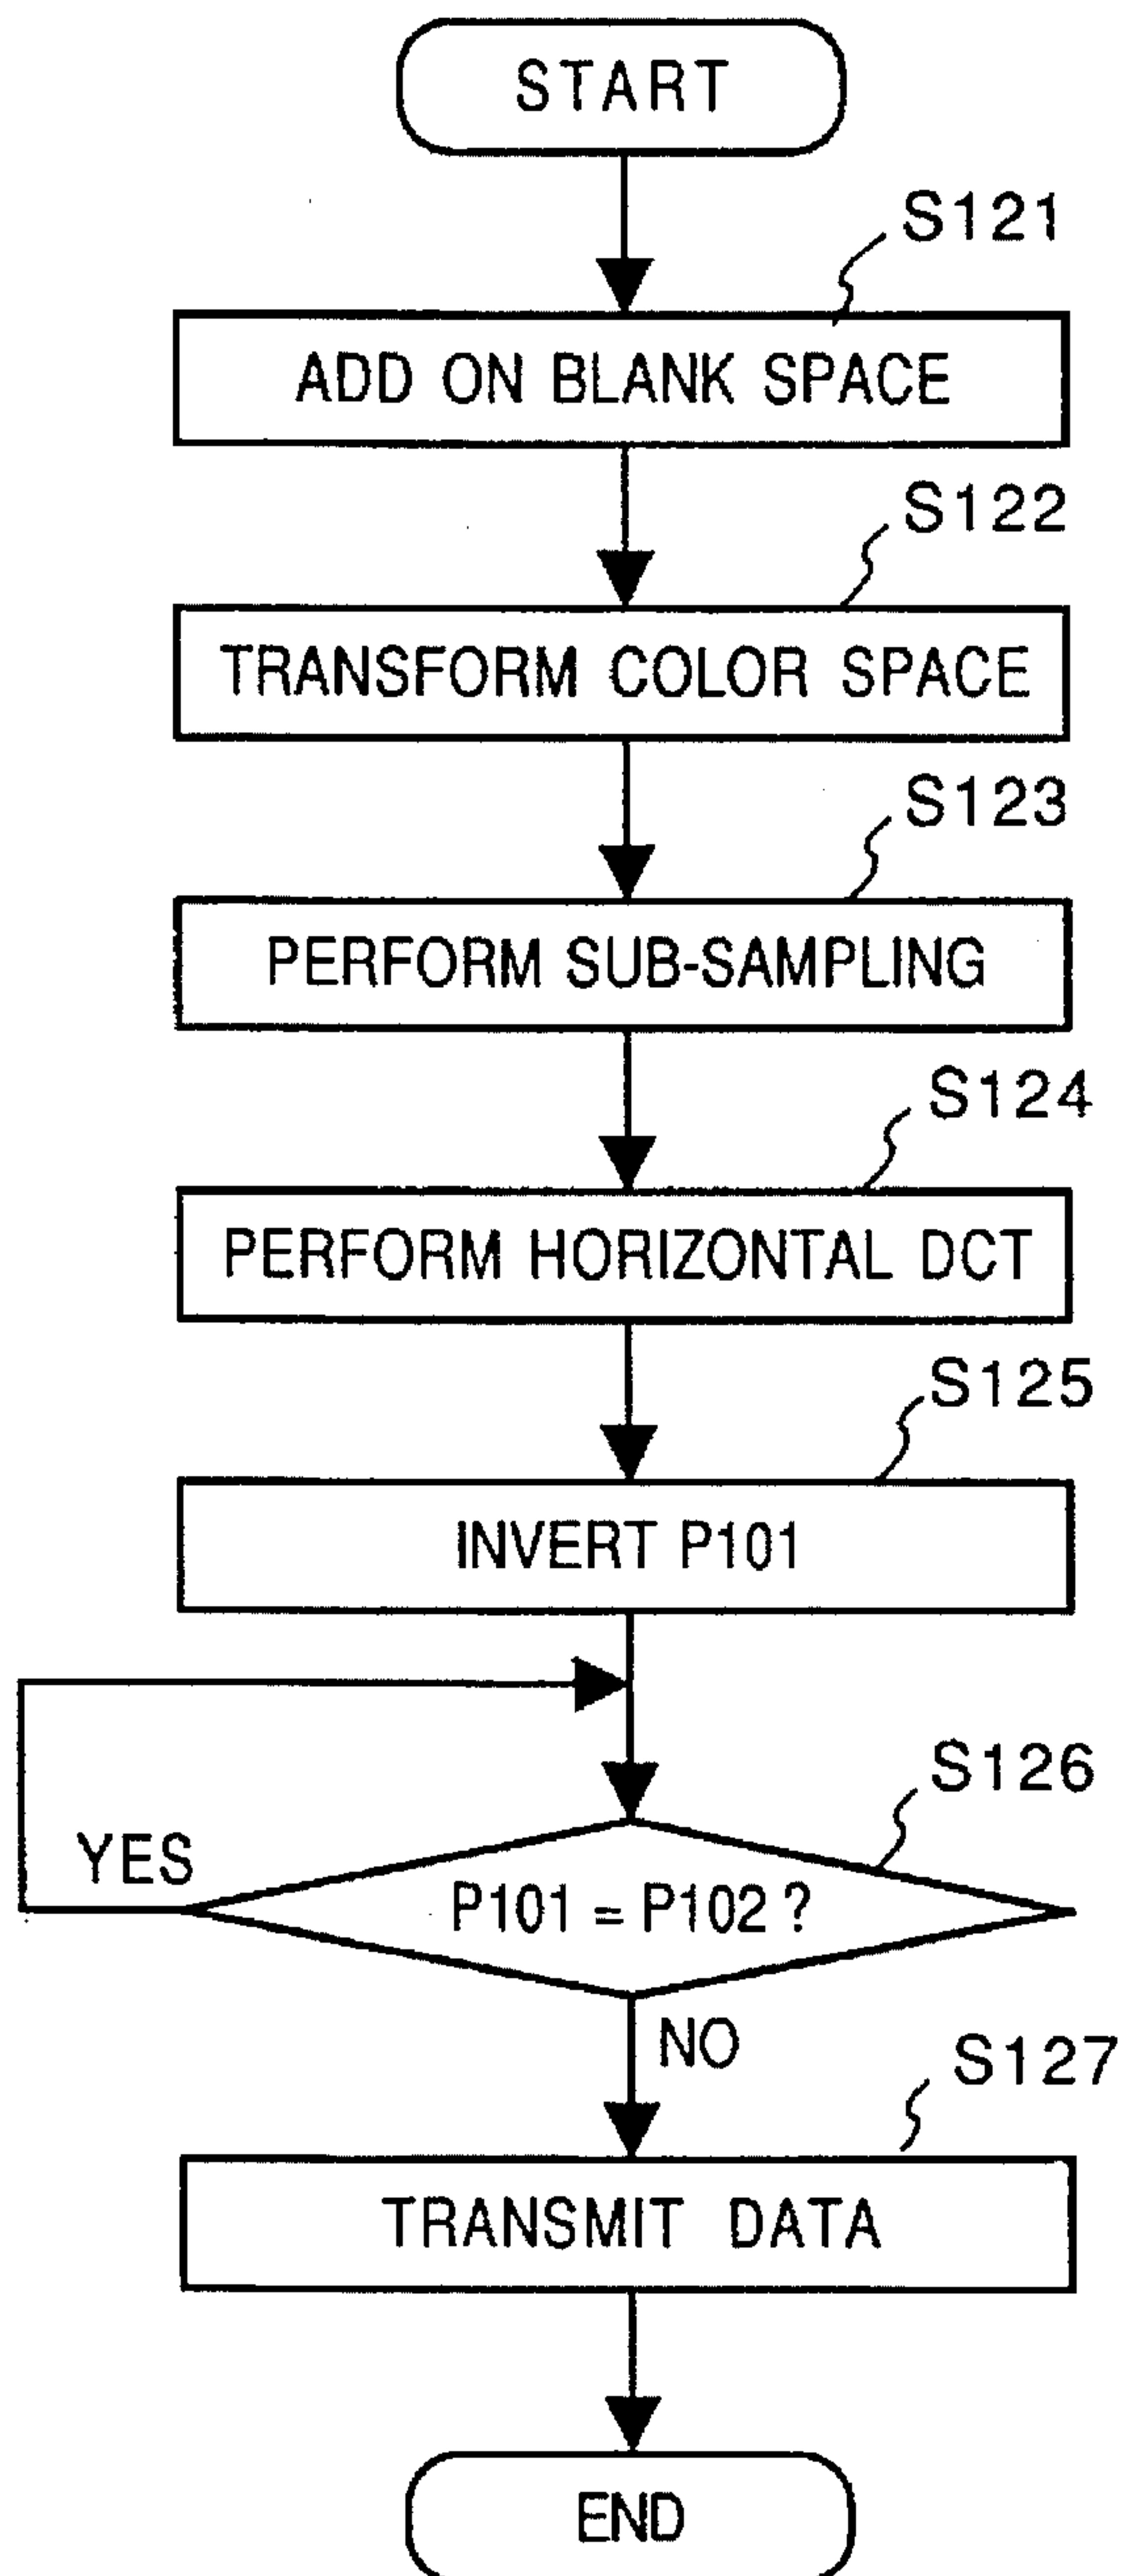 START
S121
ADD ON BLANK SPACE
S122
TRANSFORM COLOR SPACE
S123
PERFORM SUB-SAMPLING
S124
PERFORM HORIZONTAL DCT
S125
INVERT P101
S126
YES
P101 = P102 ?
NO
S127
TRANSMIT DATA
END